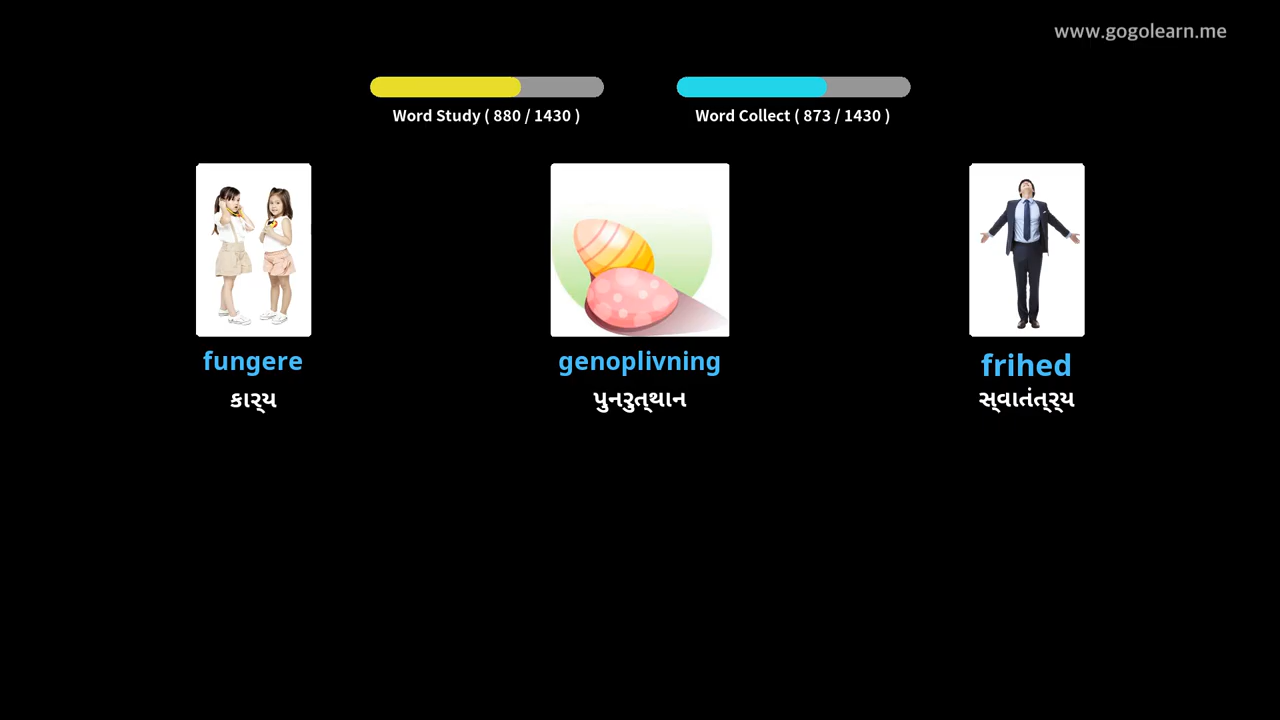 www.gogolearn.me
Word Study ( 880 / 1430 )
Word Collect ( 873 / 1430 )
fungere
genoplivning
frihed
કાર્ય
પુનરુત્થાન
સ્વાતંત્ર્ય